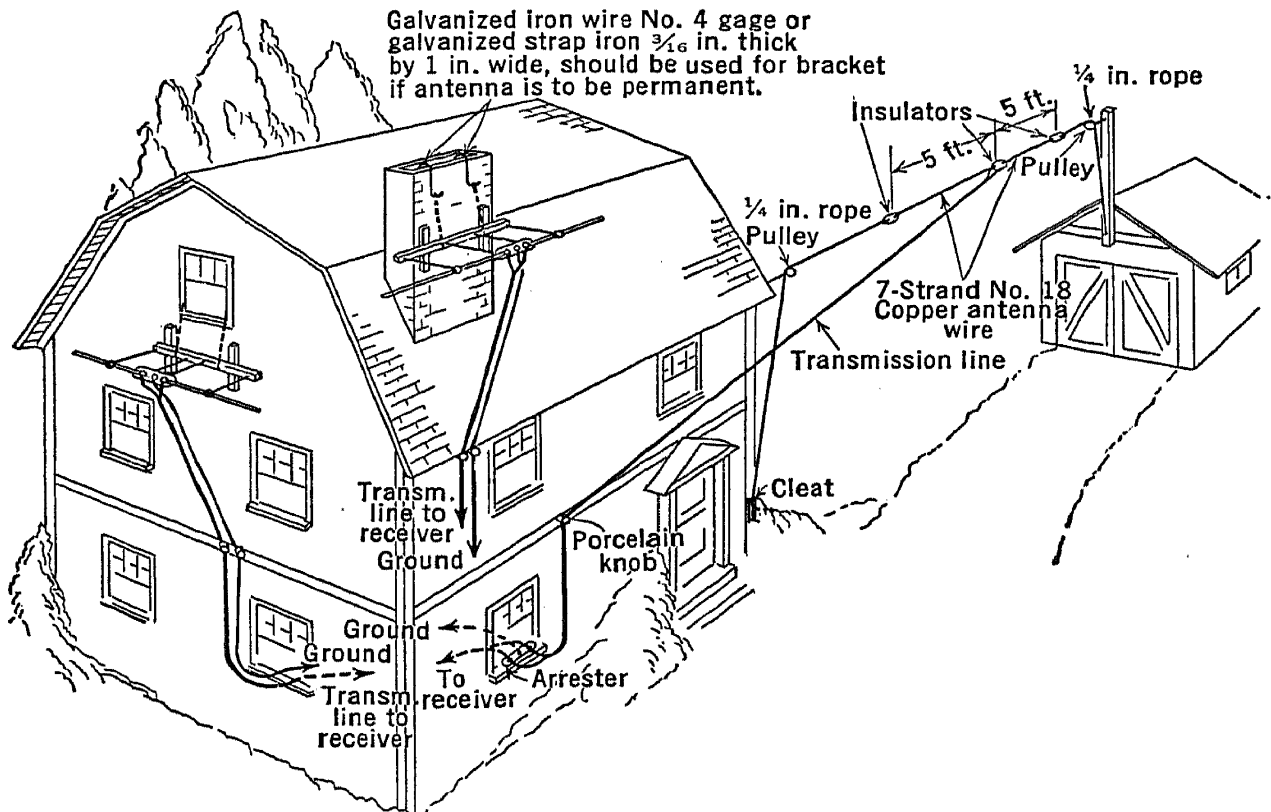 Galvanized iron wire No. 4 gage or
galvanized strap iron 3/16 in. thick
by 1 in. wide, should be used for bracket
if antenna is to be permanent.
¼ in. rope
Insulators
5 ft.
5 ft.
Pulley
¼ in. rope
Pulley
7-Strand No. 18
Copper antenna
wire
Transmission line
Cleat
Transm.
line to
receiver
Ground
Porcelain
knob
Ground
Ground
To
receiver
Arrester
Transm.
line to
receiver